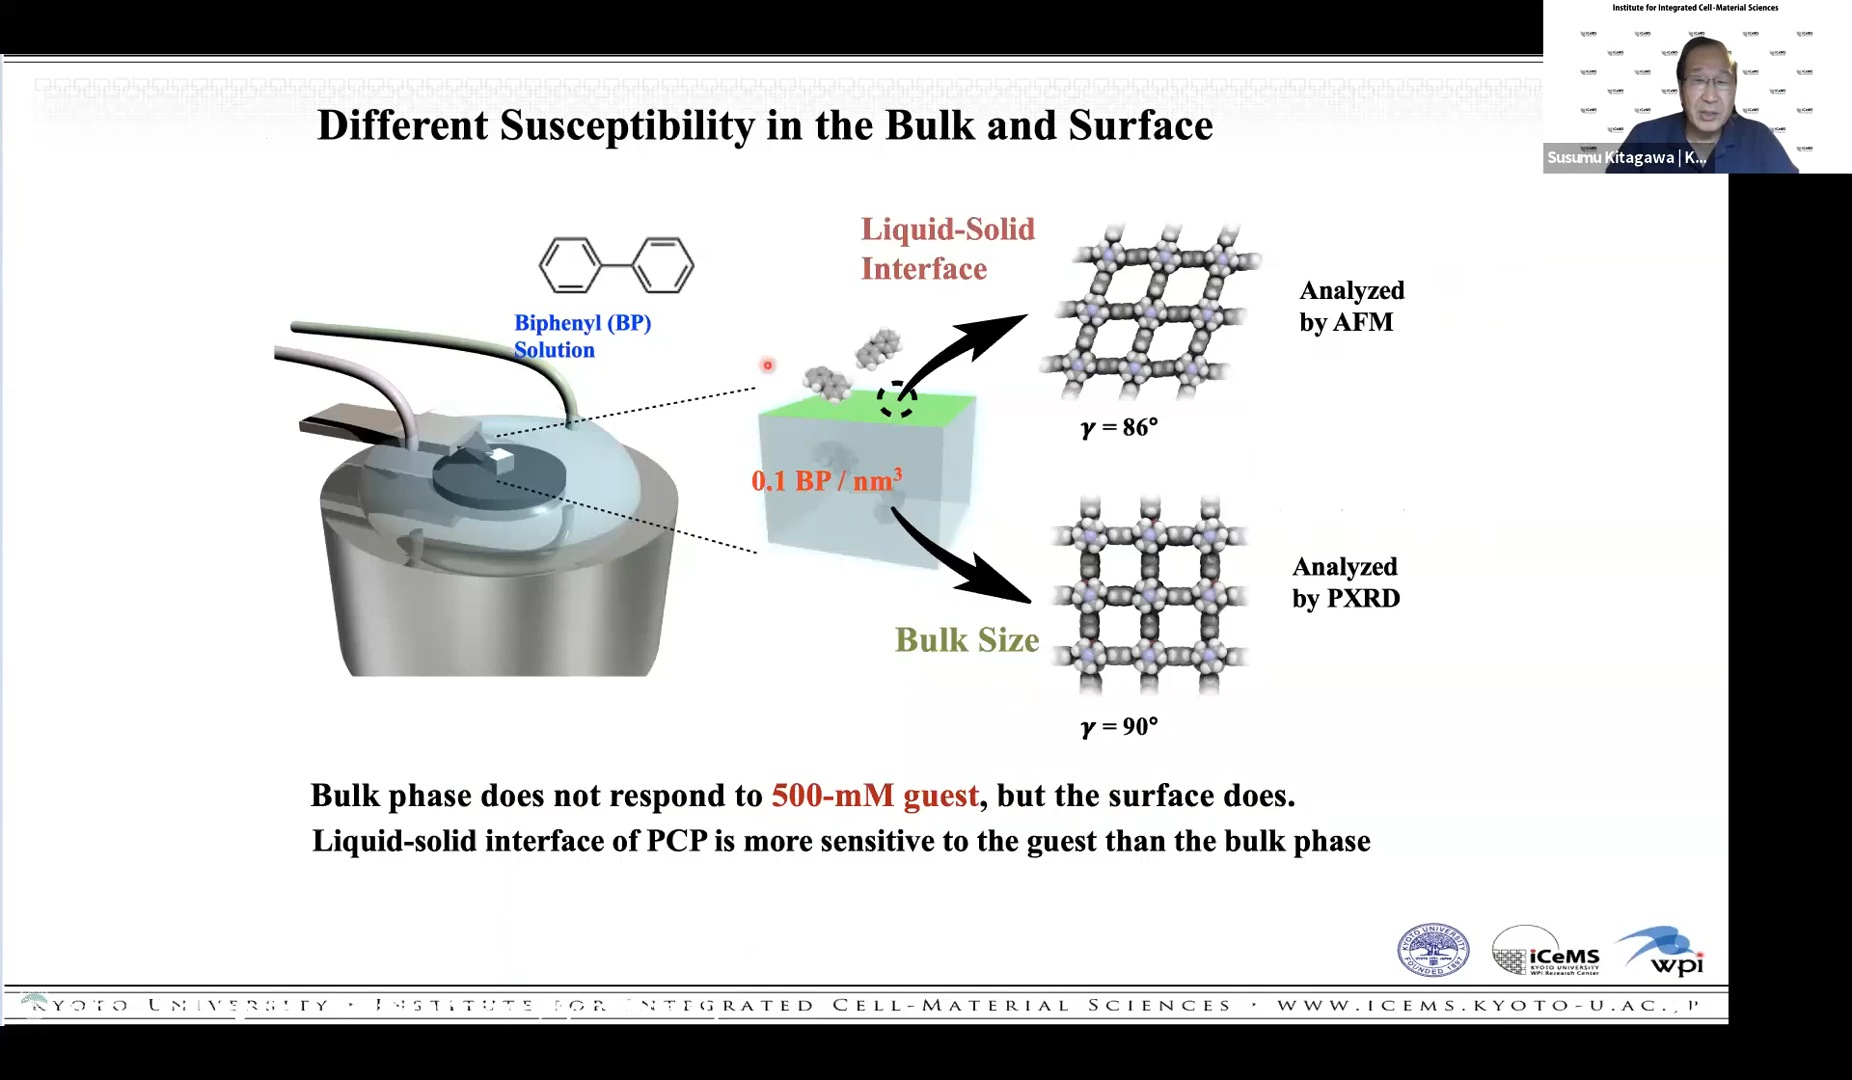 Institute for Integrated Cell-Material Sciences
Susumu Kitagawa | K...
Different Susceptibility in the Bulk and Surface
Biphenyl (BP)
Solution
Liquid-Solid
Interface
Analyzed
by AFM
γ = 86°
0.1 BP / nm³
Analyzed
by PXRD
Bulk Size
γ = 90°
Bulk phase does not respond to 500-mM guest, but the surface does.
Liquid-solid interface of PCP is more sensitive to the guest than the bulk phase
KYOTO UNIVERSITY
FOUNDED 1897
iCeMS
KYOTO UNIVERSITY
WPI Research Center
wpi
KYOTO UNIVERSITY · INSTITUTE FOR INTEGRATED CELL-MATERIAL SCIENCES · WWW.ICEMS.KYOTO-U.AC.JP